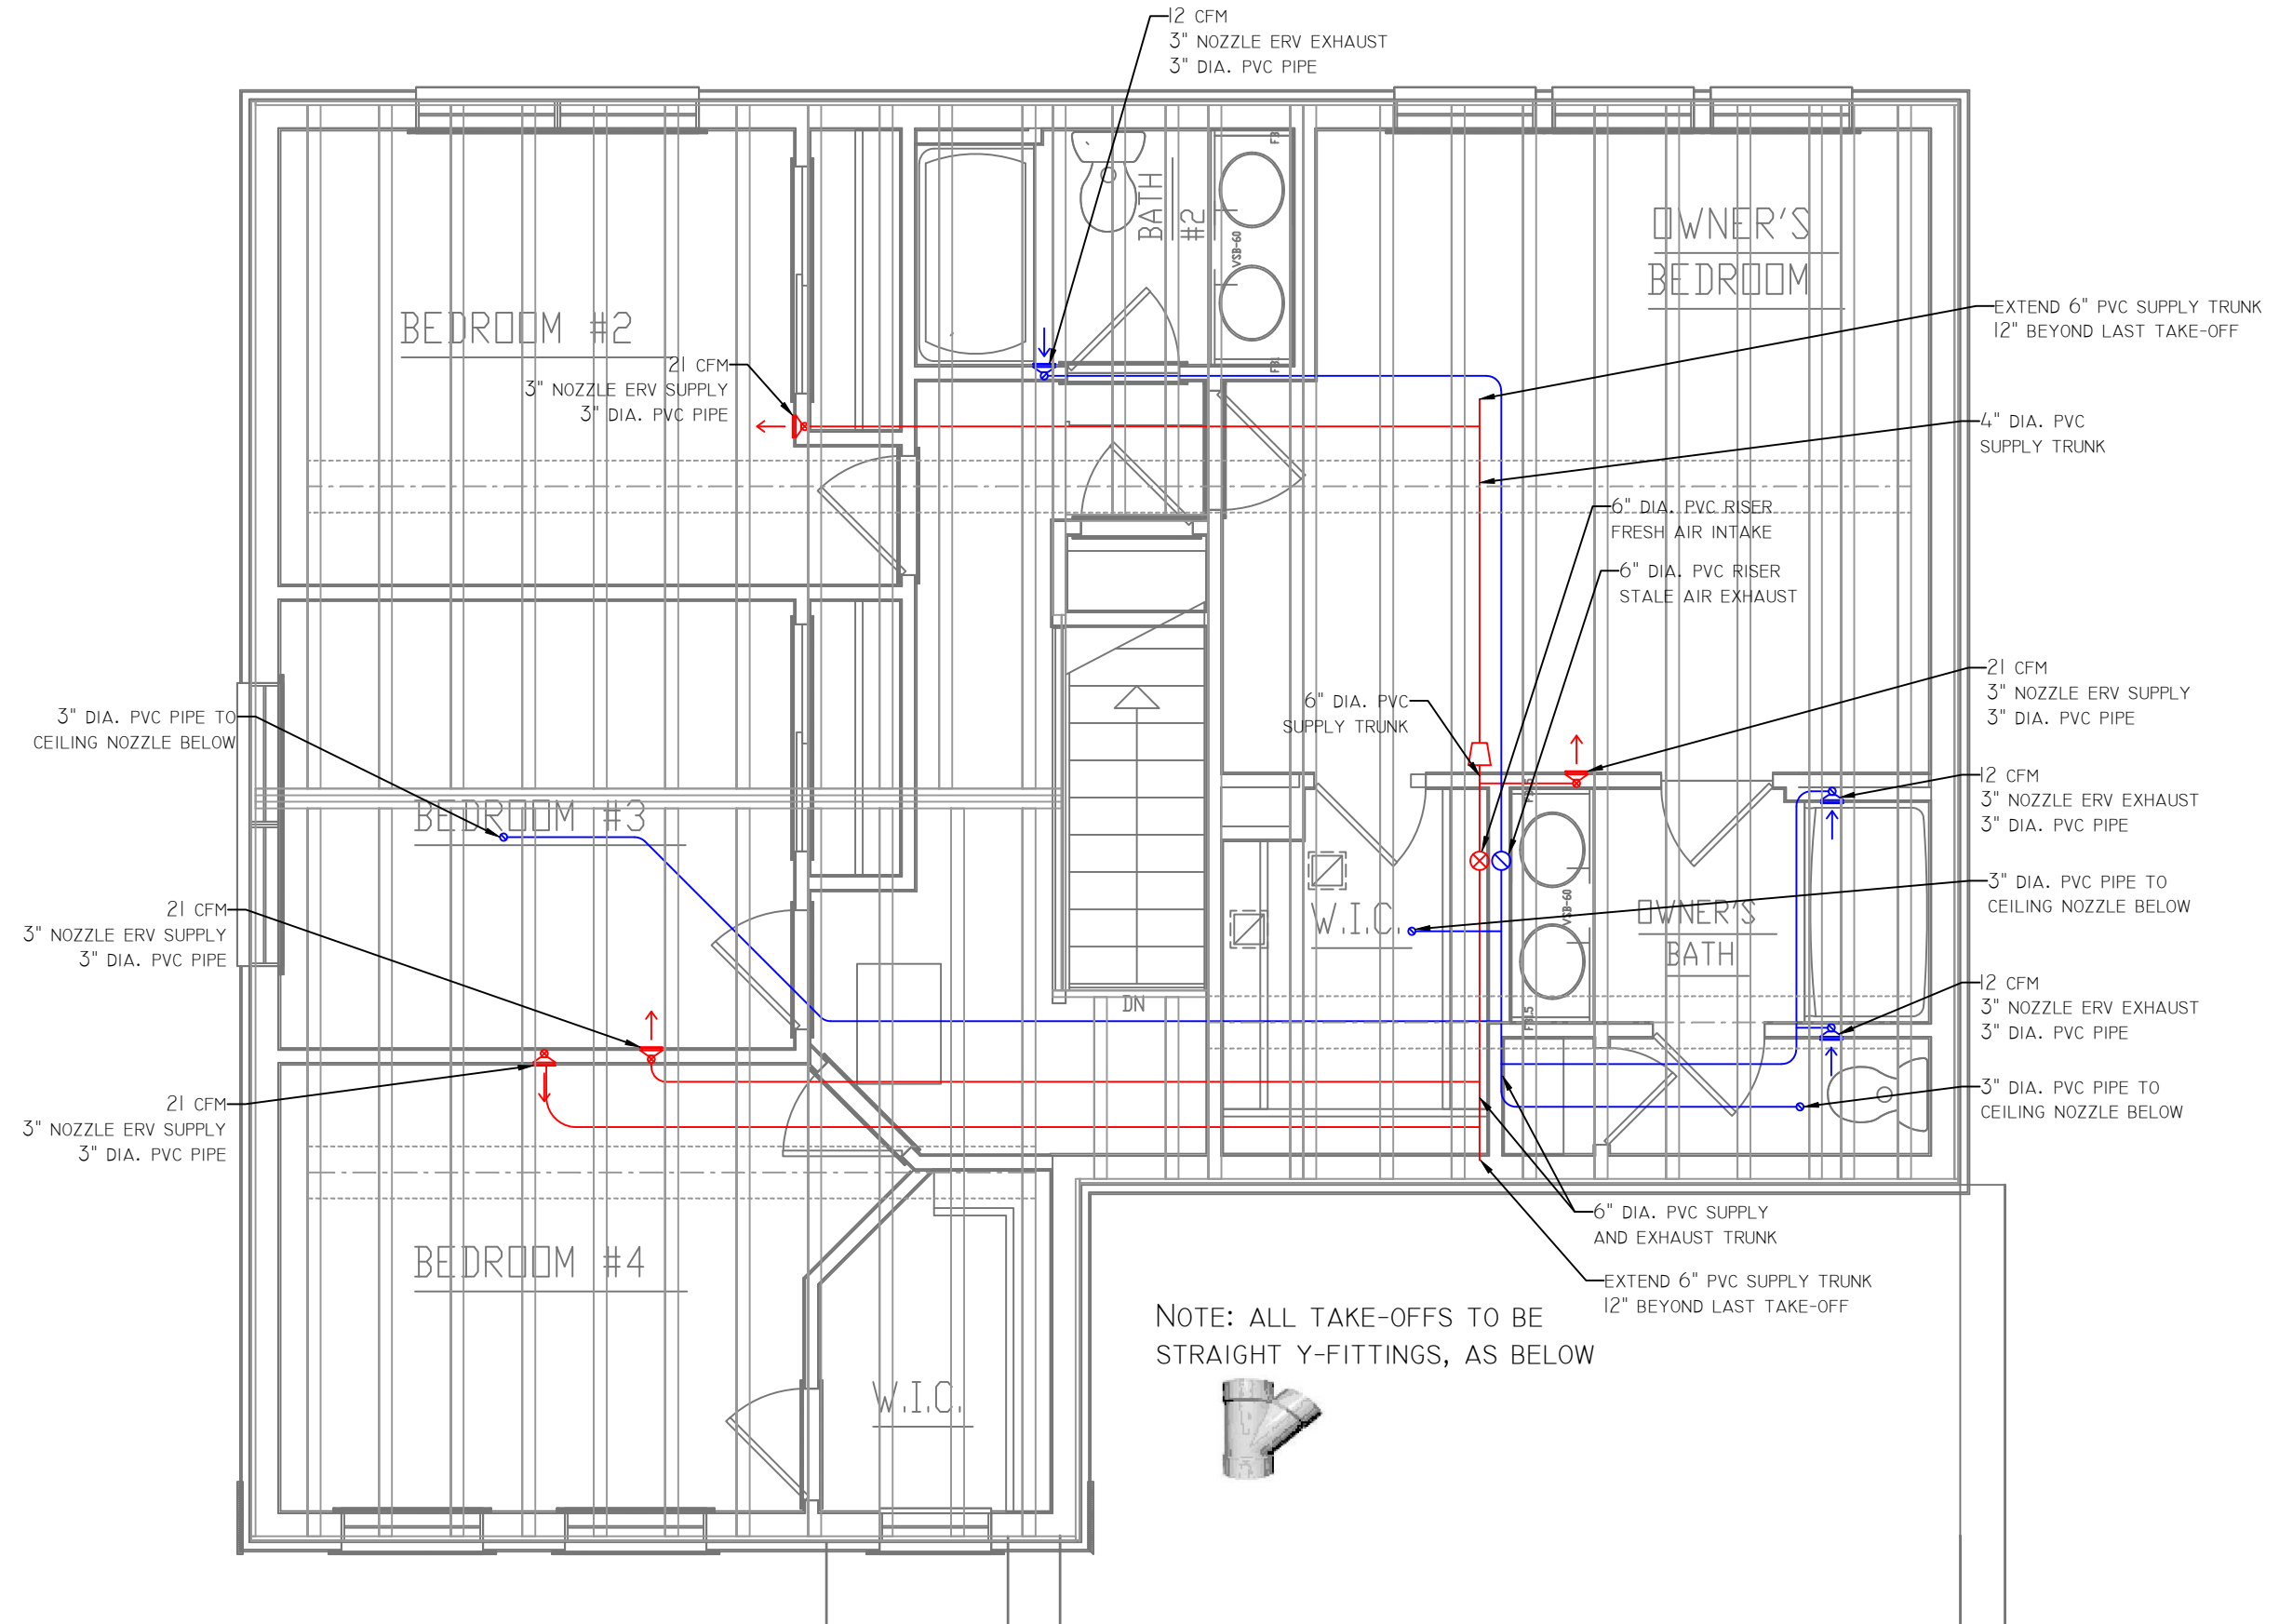 12 CFM
3" NOZZLE ERV EXHAUST
3" DIA. PVC PIPE
BATH
#2
VSB-60
OWNER'S
BEDROOM
BEDROOM #2
21 CFM
3" NOZZLE ERV SUPPLY
3" DIA. PVC PIPE
EXTEND 6" PVC SUPPLY TRUNK
12" BEYOND LAST TAKE-OFF
4" DIA. PVC
SUPPLY TRUNK
6" DIA. PVC RISER
FRESH AIR INTAKE
6" DIA. PVC RISER
STALE AIR EXHAUST
6" DIA. PVC
SUPPLY TRUNK
21 CFM
3" NOZZLE ERV SUPPLY
3" DIA. PVC PIPE
3" DIA. PVC PIPE TO
CEILING NOZZLE BELOW
BEDROOM #3
12 CFM
3" NOZZLE ERV EXHAUST
3" DIA. PVC PIPE
3" DIA. PVC PIPE TO
CEILING NOZZLE BELOW
21 CFM
3" NOZZLE ERV SUPPLY
3" DIA. PVC PIPE
W.I.C.
VSB-60
OWNER'S
BATH
DN
12 CFM
3" NOZZLE ERV EXHAUST
3" DIA. PVC PIPE
21 CFM
3" NOZZLE ERV SUPPLY
3" DIA. PVC PIPE
3" DIA. PVC PIPE TO
CEILING NOZZLE BELOW
6" DIA. PVC SUPPLY
AND EXHAUST TRUNK
EXTEND 6" PVC SUPPLY TRUNK
12" BEYOND LAST TAKE-OFF
BEDROOM #4
W.I.C.
NOTE: ALL TAKE-OFFS TO BE
STRAIGHT Y-FITTINGS, AS BELOW